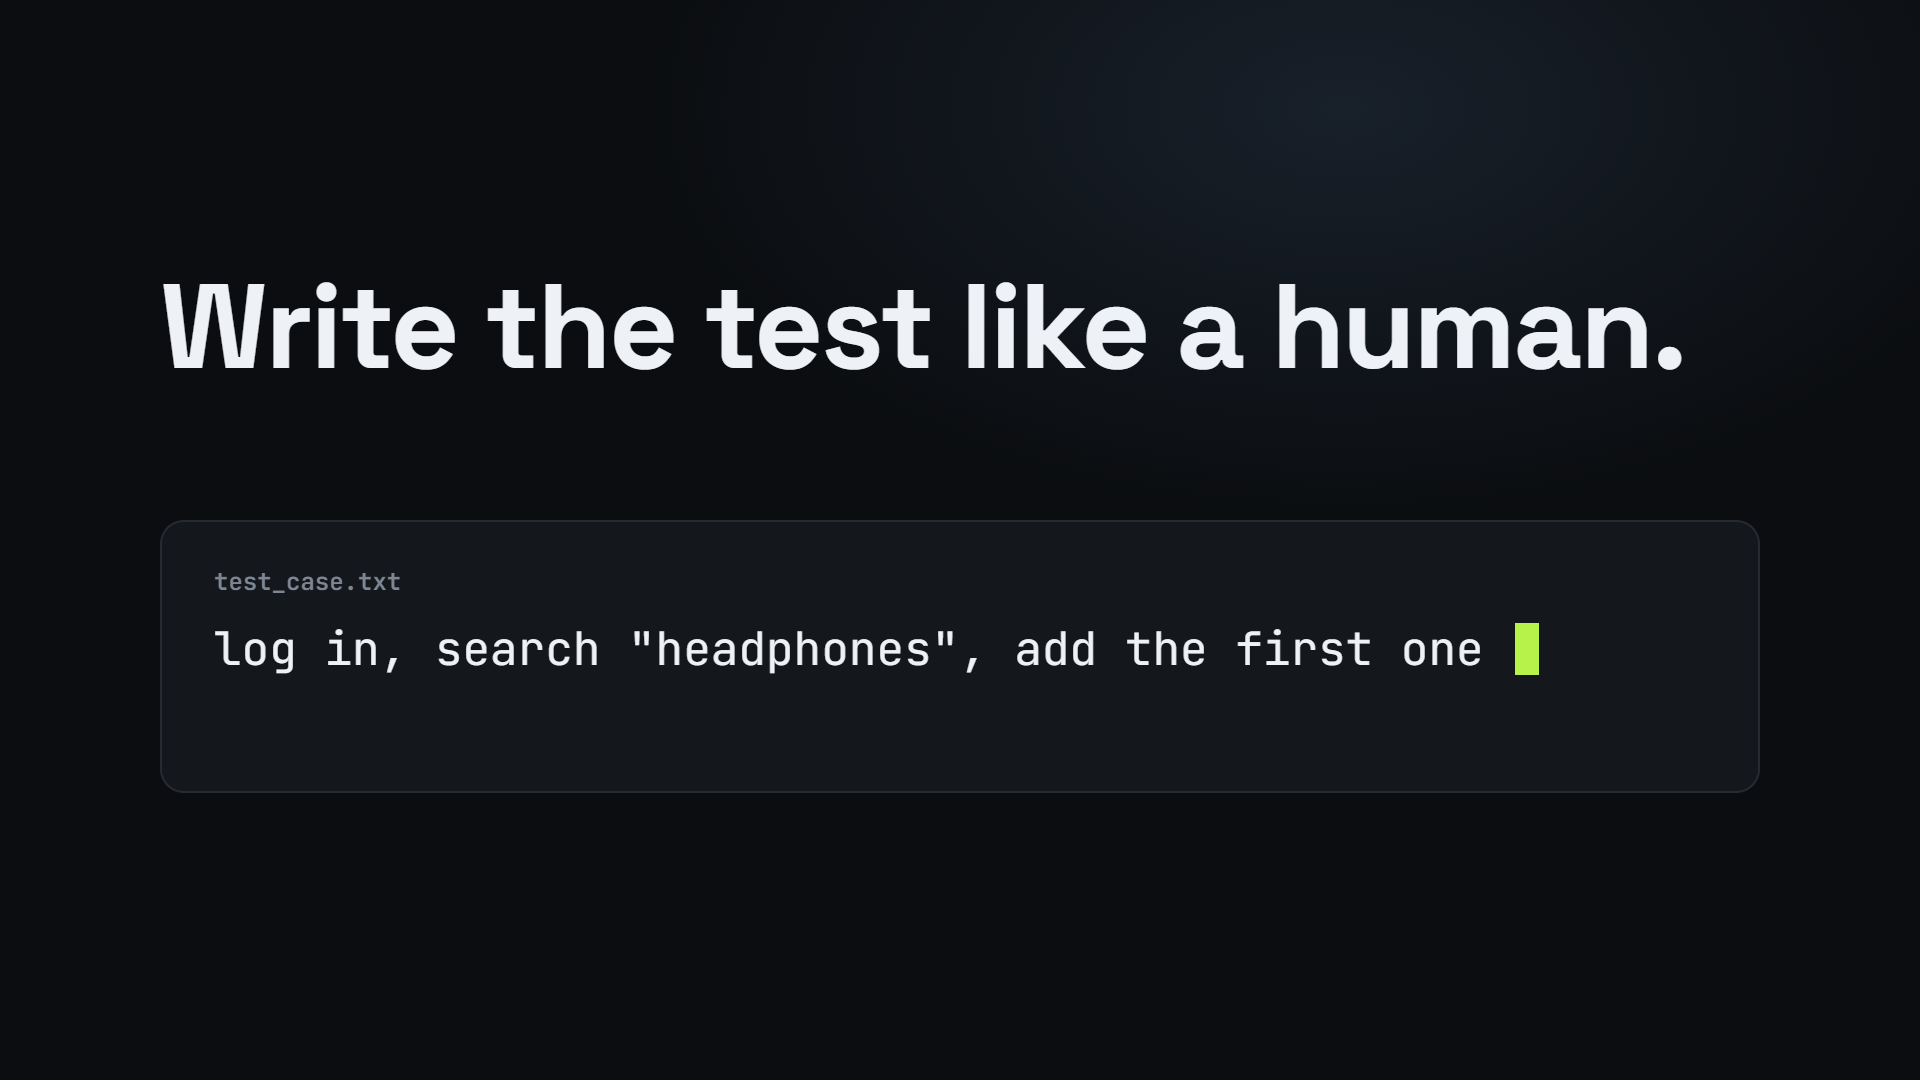 Write the test like a human.
test_case.txt
log in, search "headphones", add the first one